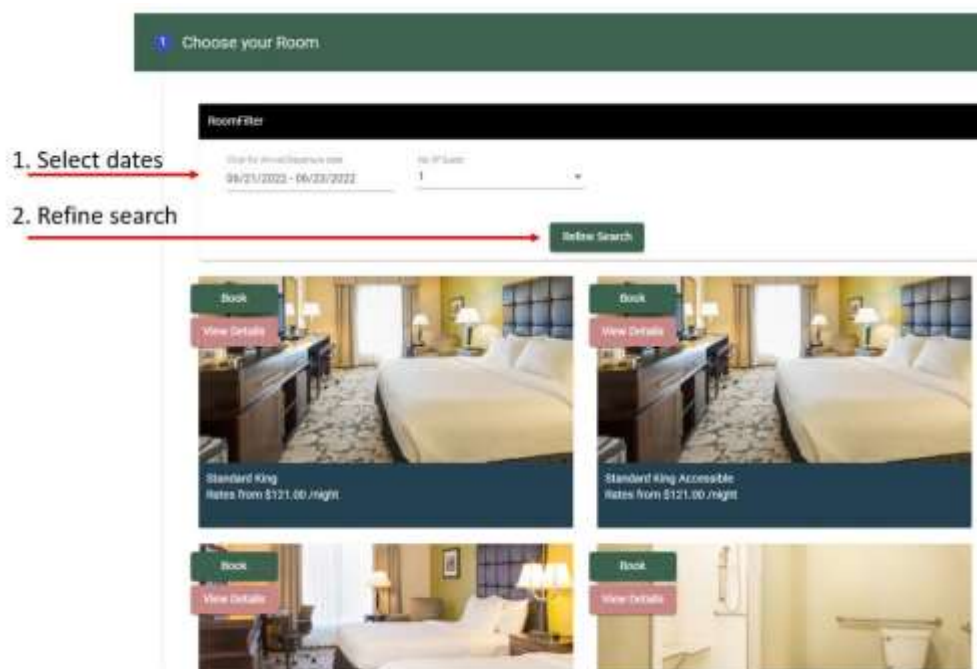 1 Choose your Room
RoomFilter
1. Select dates
06/21/2022 - 06/23/2022
1
2. Refine search
Refine Search
Book
Book
View Details
View Details
Standard King
Rates from $121.00 /night
Standard King Accessible
Rates from $121.00 /night
Book
Book
View Details
View Details